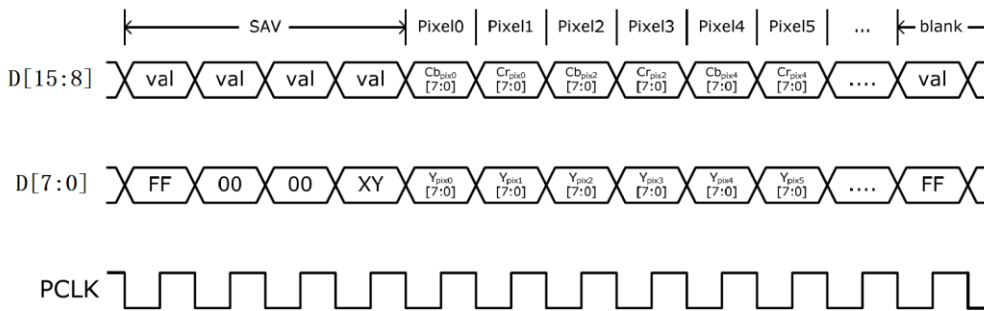 SAV Pixel0 Pixel1 Pixel2 Pixel3 Pixel4 Pixel5 ... blank
D[15:8] val val val val Cbpix0 Crpix0 Cbpix2 Crpix2 Cbpix4 Crpix4 .... val
[7:0] [7:0] [7:0] [7:0] [7:0] [7:0]
D[7:0] FF 00 00 XY Ypix0 Ypix1 Ypix2 Ypix3 Ypix4 Ypix5 .... FF
[7:0] [7:0] [7:0] [7:0] [7:0] [7:0]
PCLK